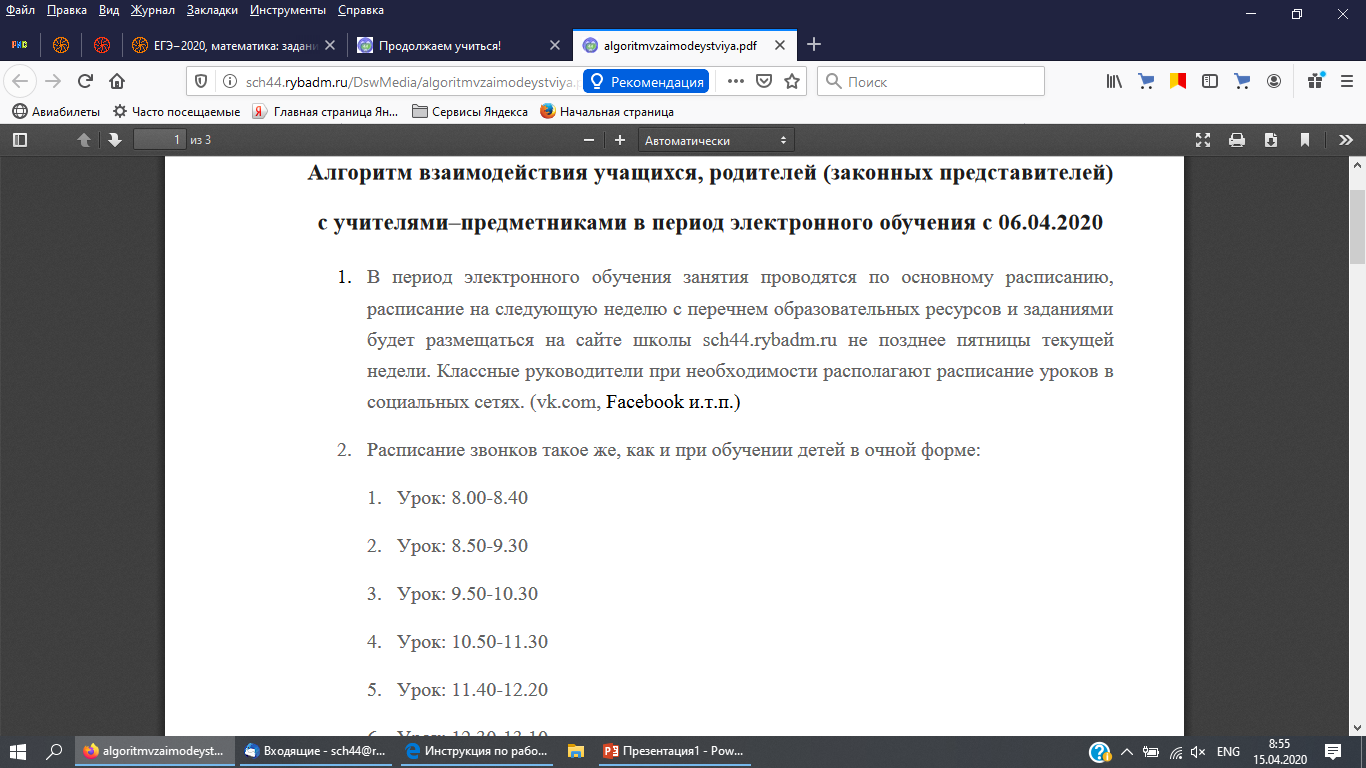 Файл Правка Вид Журнал Закладки Инструменты Справка
ЕГЭ–2020, математика: задани
Продолжаем учиться!
algoritmvzaimodeystviya.pdf
sch44.rybadm.ru/DswMedia/algoritmvzaimodeystviya.
Рекомендация
Поиск
Авиабилеты Часто посещаемые Главная страница Ян... Сервисы Яндекса Начальная страница
1 из 3 Автоматически
Алгоритм взаимодействия учащихся, родителей (законных представителей)
с учителями–предметниками в период электронного обучения с 06.04.2020
1. В период электронного обучения занятия проводятся по основному расписанию,
расписание на следующую неделю с перечнем образовательных ресурсов и заданиями
будет размещаться на сайте школы sch44.rybadm.ru не позднее пятницы текущей
недели. Классные руководители при необходимости располагают расписание уроков в
социальных сетях. (vk.com, Facebook и.т.п.)
2. Расписание звонков такое же, как и при обучении детей в очной форме:
1. Урок: 8.00-8.40
2. Урок: 8.50-9.30
3. Урок: 9.50-10.30
4. Урок: 10.50-11.30
5. Урок: 11.40-12.20
6. Урок: 12.30-13.10
algoritmvzaimodeyst...
Входящие - sch44@r...
Инструкция по рабо...
Презентация1 - Pow...
ENG
8:55
15.04.2020